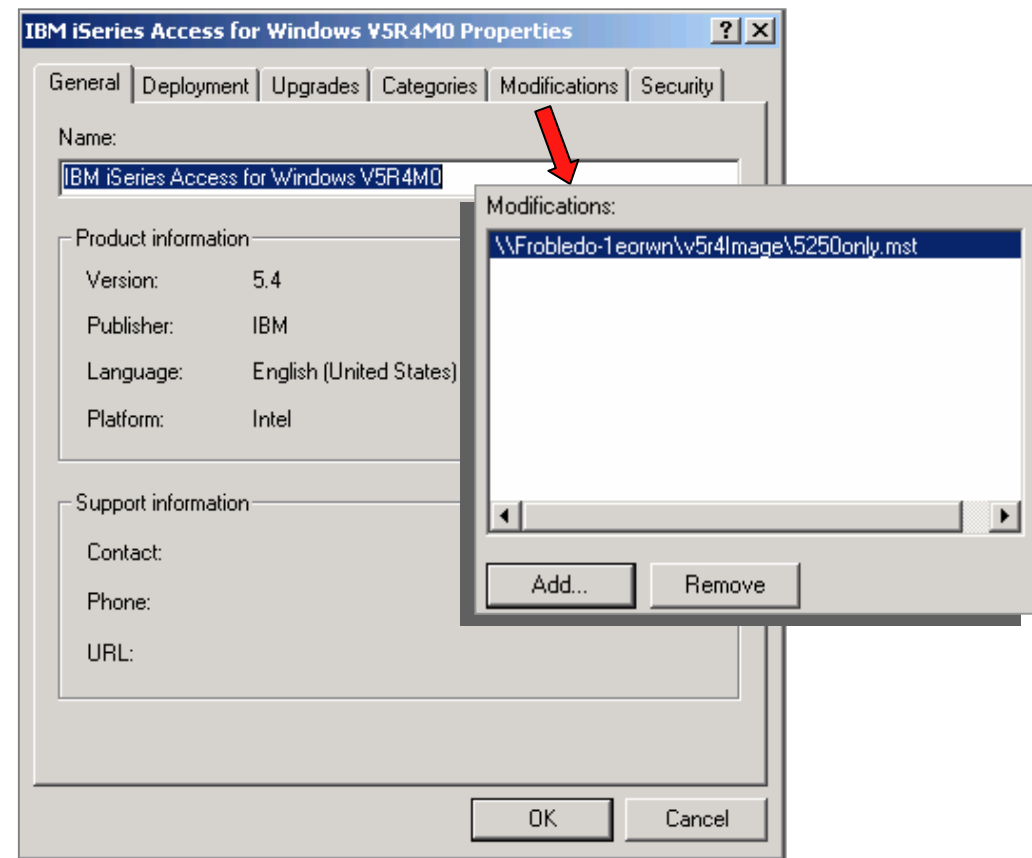 IBM iSeries Access for Windows V5R4M0 Properties
General Deployment Upgrades Categories Modifications Security
Name:
IBM iSeries Access for Windows V5R4M0
Product information
Version: 5.4
Publisher: IBM
Language: English (United States)
Platform: Intel
Support information
Contact:
Phone:
URL:
Modifications:
\\Frobledo-1eorwn\v5r4Image\5250only.mst
Add... Remove
OK Cancel